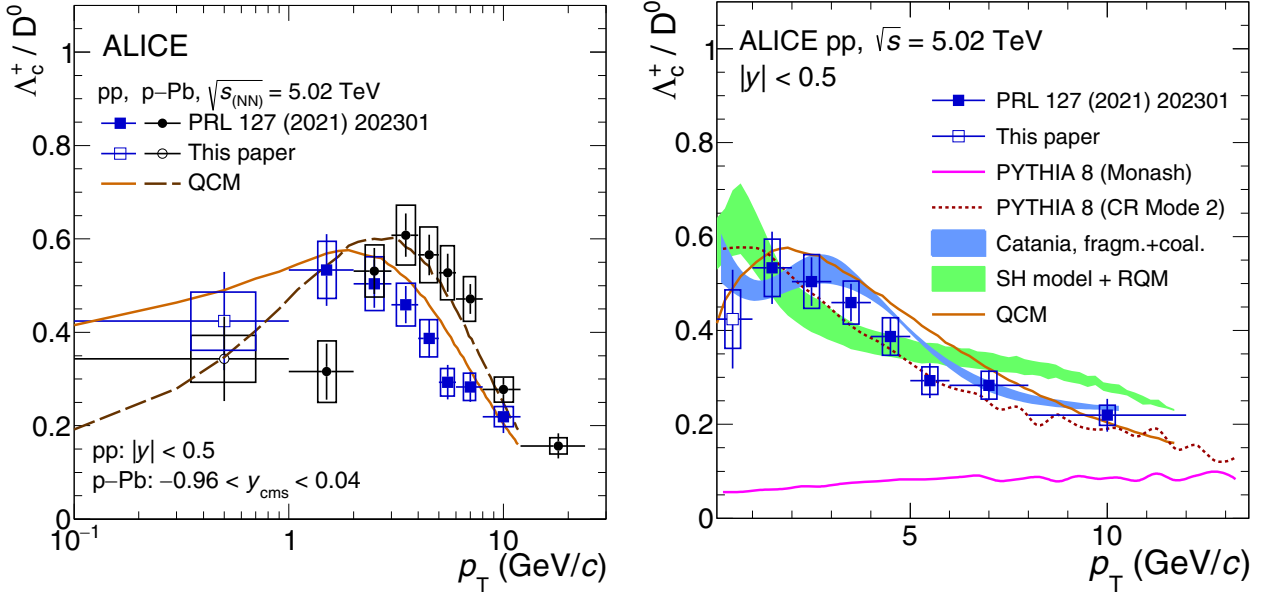 Λc+ / D0
1
0.8
0.6
0.4
0.2
0
ALICE
pp, p−Pb, √s(NN) = 5.02 TeV
PRL 127 (2021) 202301
This paper
QCM
pp: |y| < 0.5
p−Pb: −0.96 < ycms < 0.04
10−1
1
10
pT (GeV/c)
Λc+ / D0
1
0.8
0.6
0.4
0.2
0
ALICE pp, √s = 5.02 TeV
|y| < 0.5
PRL 127 (2021) 202301
This paper
PYTHIA 8 (Monash)
PYTHIA 8 (CR Mode 2)
Catania, fragm.+coal.
SH model + RQM
QCM
5
10
pT (GeV/c)